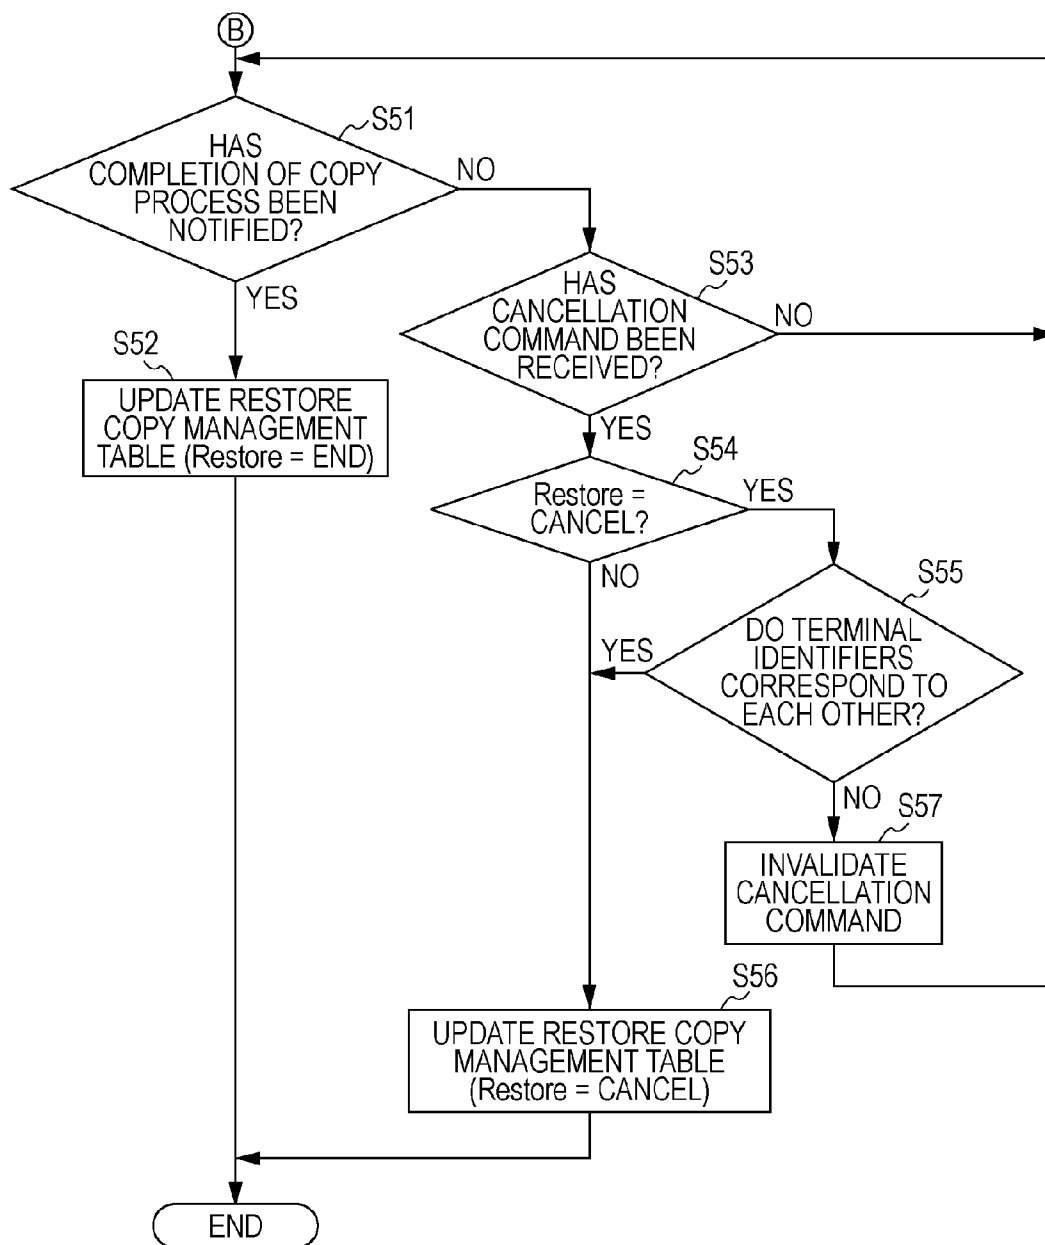 B
S51
HAS
COMPLETION OF COPY
PROCESS BEEN
NOTIFIED?
NO
YES
S53
HAS
CANCELLATION
COMMAND BEEN
RECEIVED?
NO
YES
S52
UPDATE RESTORE
COPY MANAGEMENT
TABLE (Restore = END)
S54
Restore =
CANCEL?
YES
NO
S55
DO TERMINAL
IDENTIFIERS
CORRESPOND TO
EACH OTHER?
YES
NO
S57
INVALIDATE
CANCELLATION
COMMAND
S56
UPDATE RESTORE COPY
MANAGEMENT TABLE
(Restore = CANCEL)
END